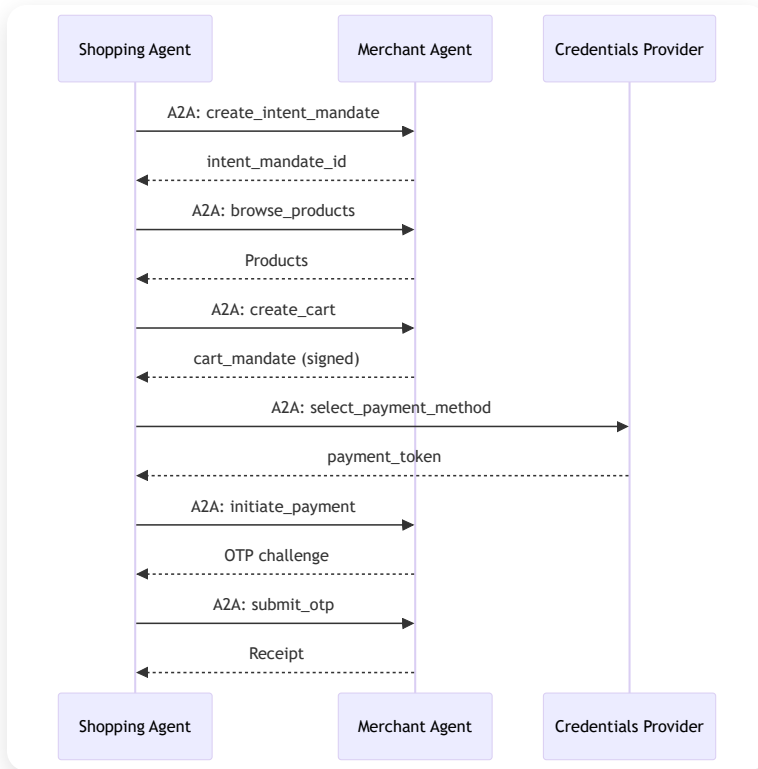 Shopping Agent
Merchant Agent
Credentials Provider
A2A: create_intent_mandate
intent_mandate_id
A2A: browse_products
Products
A2A: create_cart
cart_mandate (signed)
A2A: select_payment_method
payment_token
A2A: initiate_payment
OTP challenge
A2A: submit_otp
Receipt
Shopping Agent
Merchant Agent
Credentials Provider